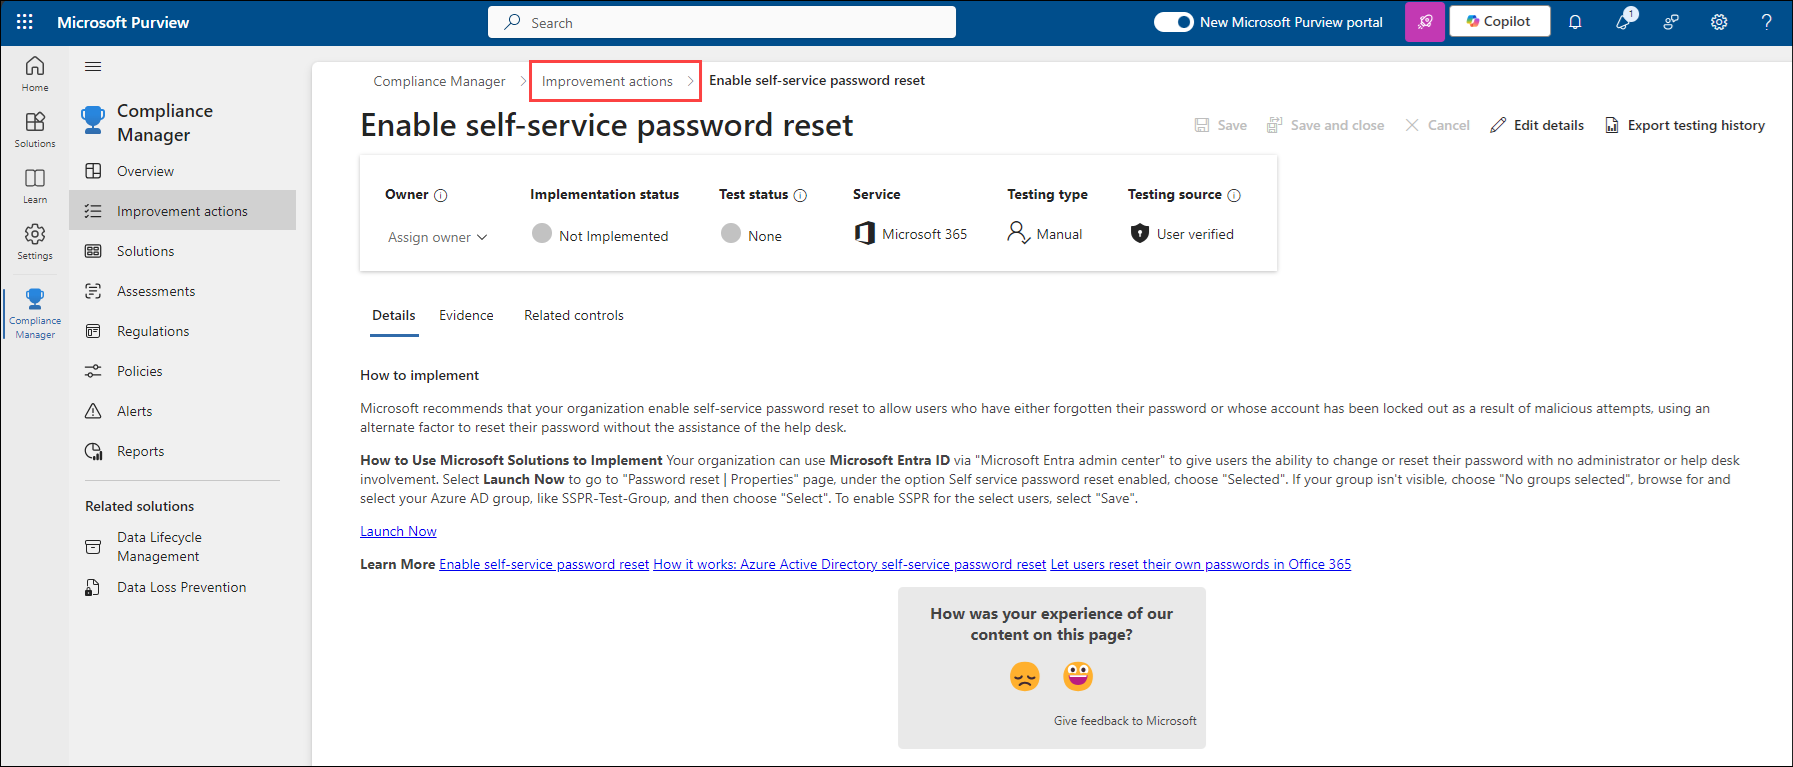 Microsoft Purview
Search
New Microsoft Purview portal
Copilot
1
?
Home
Solutions
Learn
Settings
Compliance
Manager
Compliance
Manager
Overview
Improvement actions
Solutions
Assessments
Regulations
Policies
Alerts
Reports
Related solutions
Data Lifecycle
Management
Data Loss Prevention
Compliance Manager > Improvement actions > Enable self-service password reset
Enable self-service password reset
Save
Save and close
Cancel
Edit details
Export testing history
Owner
Assign owner
Implementation status
Not Implemented
Test status
None
Service
Microsoft 365
Testing type
Manual
Testing source
User verified
Details
Evidence
Related controls
How to implement
Microsoft recommends that your organization enable self-service password reset to allow users who have either forgotten their password or whose account has been locked out as a result of malicious attempts, using an
alternate factor to reset their password without the assistance of the help desk.
How to Use Microsoft Solutions to Implement Your organization can use Microsoft Entra ID via "Microsoft Entra admin center" to give users the ability to change or reset their password with no administrator or help desk
involvement. Select Launch Now to go to "Password reset | Properties" page, under the option Self service password reset enabled, choose "Selected". If your group isn't visible, choose "No groups selected", browse for and
select your Azure AD group, like SSPR-Test-Group, and then choose "Select". To enable SSPR for the select users, select "Save".
Launch Now
Learn More Enable self-service password reset How it works: Azure Active Directory self-service password reset Let users reset their own passwords in Office 365
How was your experience of our
content on this page?
Give feedback to Microsoft